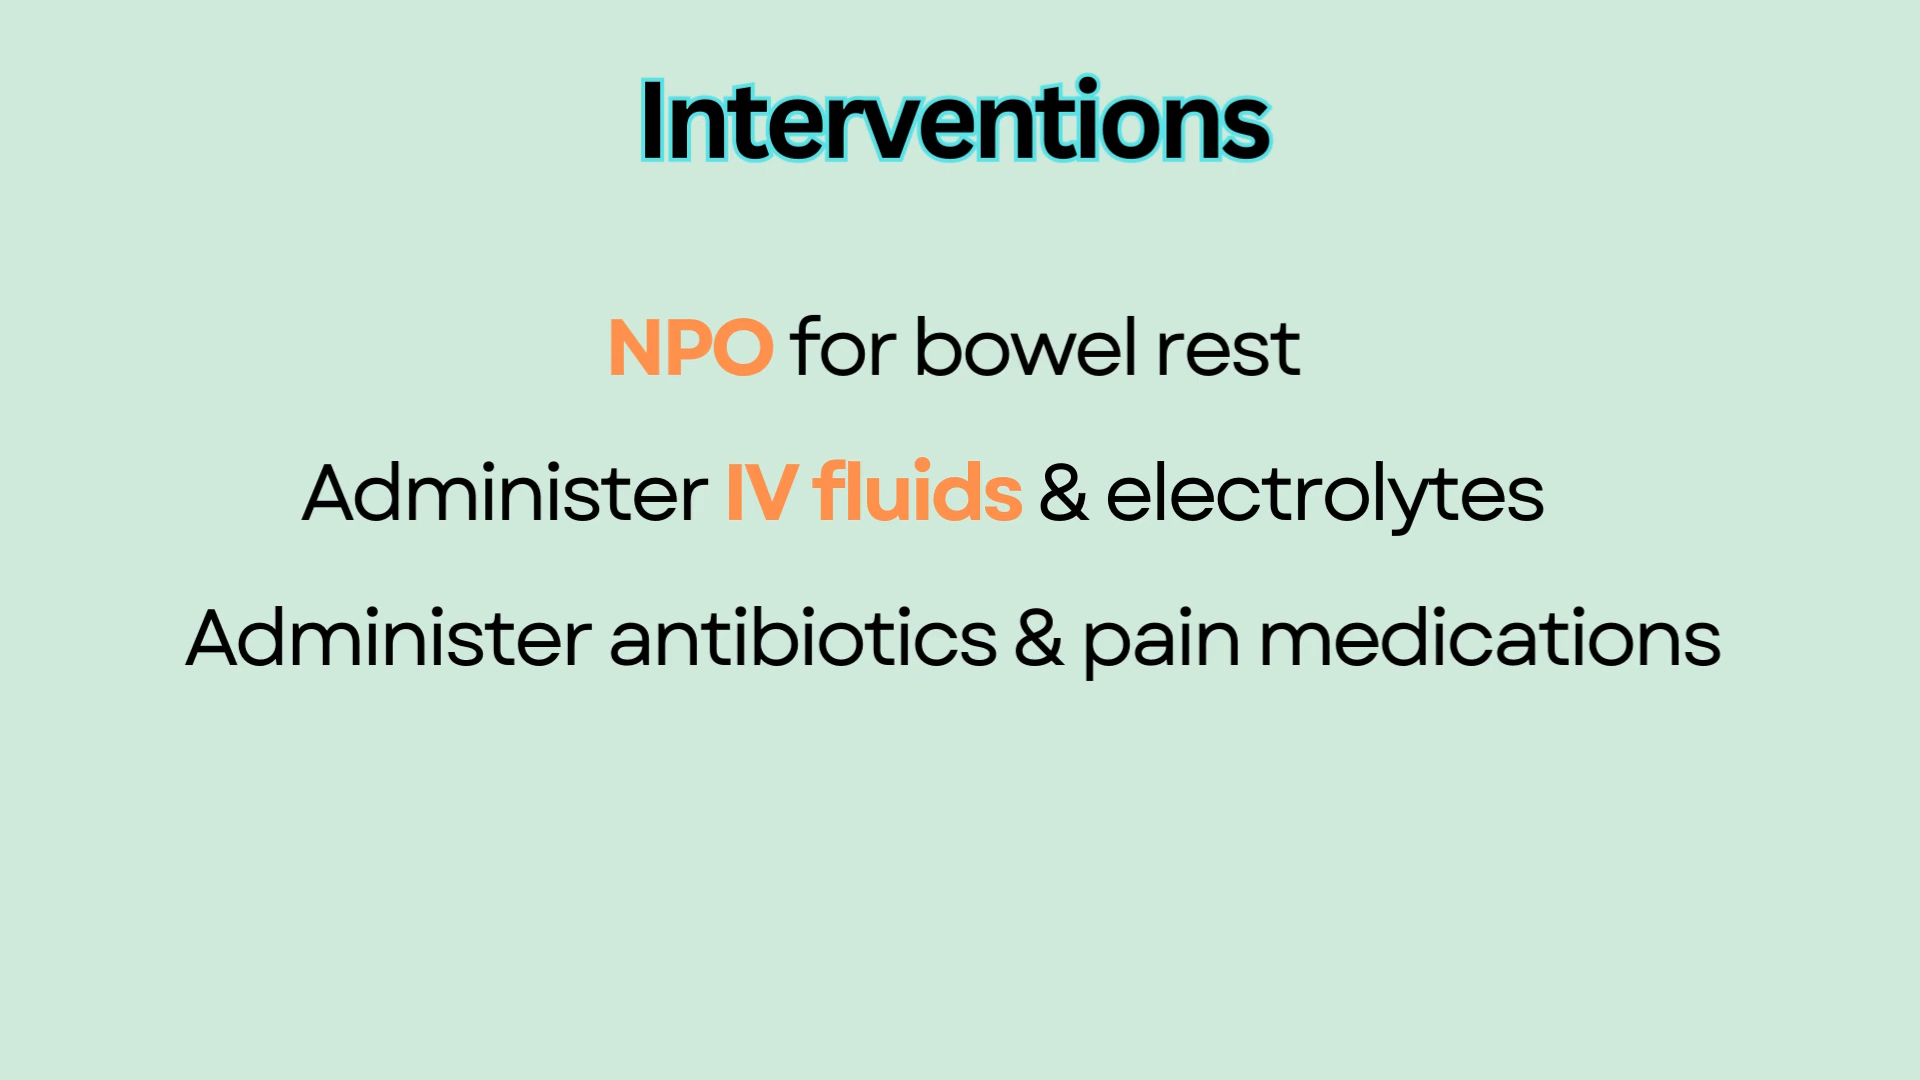 Interventions
NPO for bowel rest
Administer IV fluids & electrolytes
Administer antibiotics & pain medications